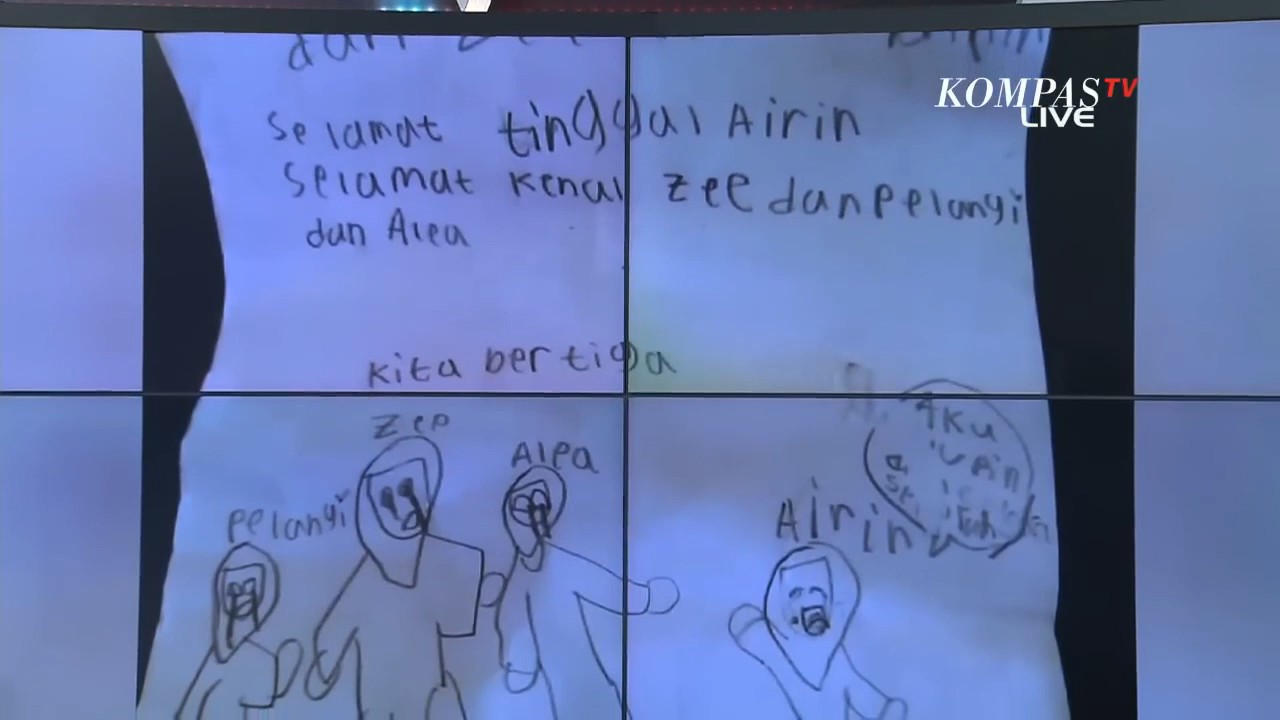 dari
KOMPAS TV
LIVE
Selamat tinggal Airin
Selamat Kenal Zee dan pelangi
dan Alea
Kita bertiga
Zee
Alea
pelangi
Airin
Aku